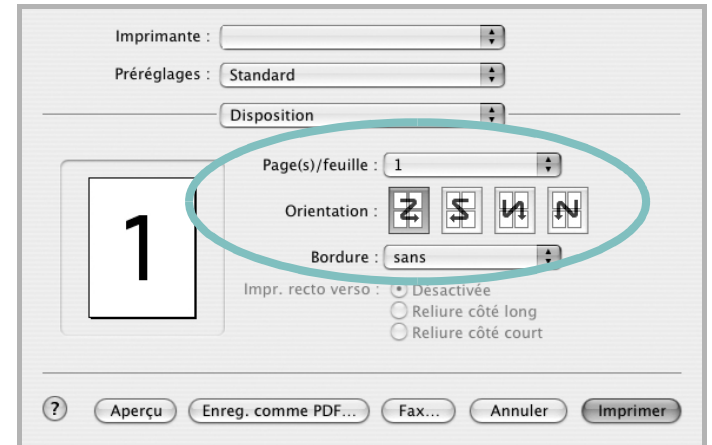 Imprimante :
Préréglages : Standard
Disposition
Page(s)/feuille : 1
1
Orientation :
Bordure : sans
Impr. recto verso : Désactivée
Reliure côté long
Reliure côté court
? Aperçu Enreg. comme PDF... Fax... Annuler Imprimer